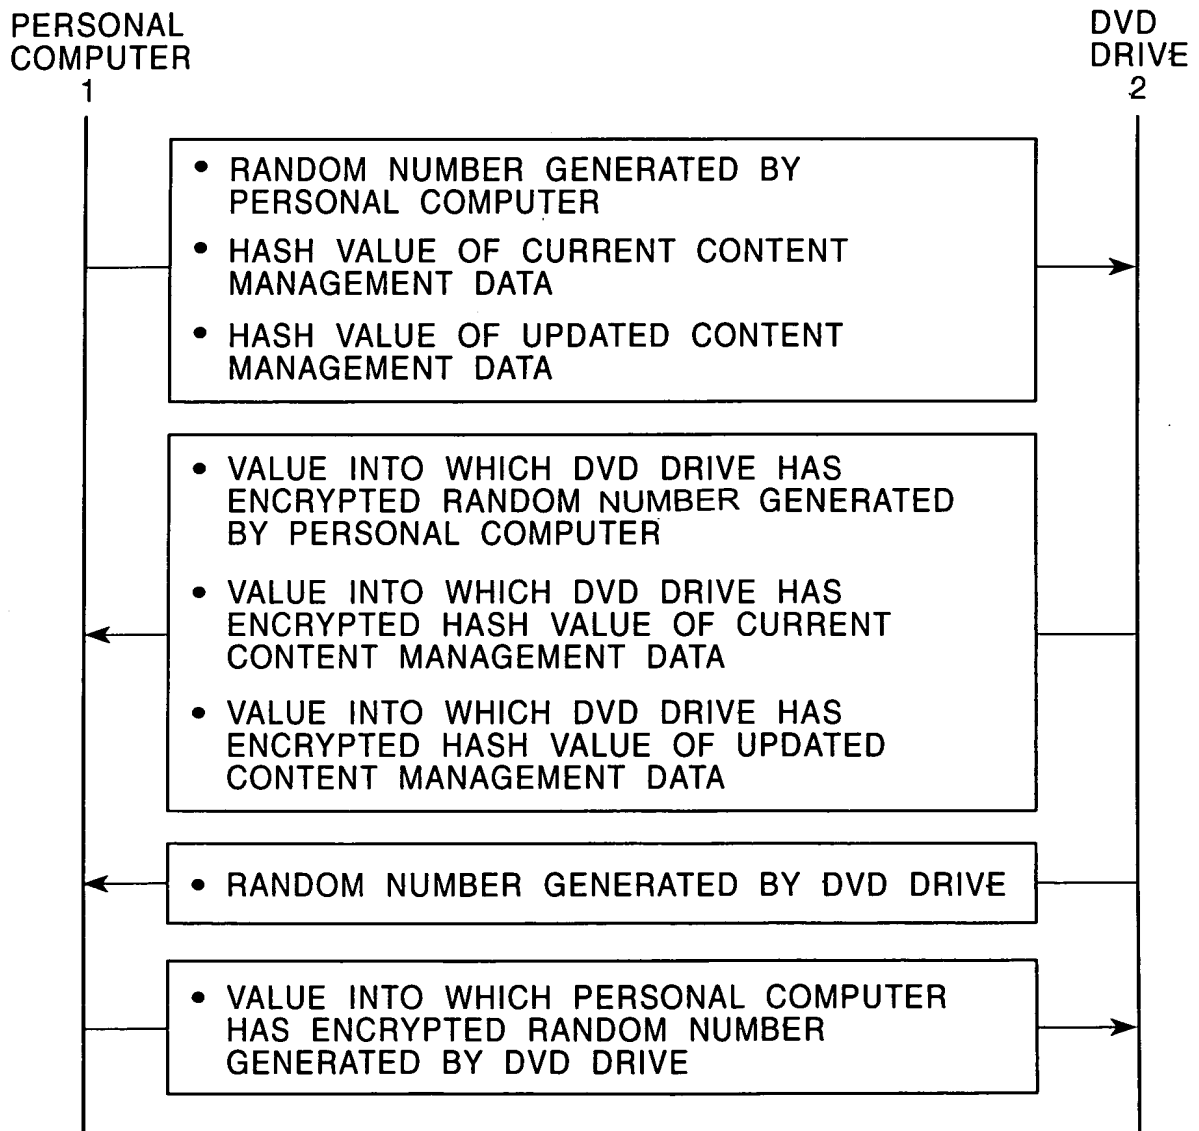 PERSONAL
COMPUTER
1
DVD
DRIVE
2
• RANDOM NUMBER GENERATED BY
PERSONAL COMPUTER
• HASH VALUE OF CURRENT CONTENT
MANAGEMENT DATA
• HASH VALUE OF UPDATED CONTENT
MANAGEMENT DATA
• VALUE INTO WHICH DVD DRIVE HAS
ENCRYPTED RANDOM NUMBER GENERATED
BY PERSONAL COMPUTER
• VALUE INTO WHICH DVD DRIVE HAS
ENCRYPTED HASH VALUE OF CURRENT
CONTENT MANAGEMENT DATA
• VALUE INTO WHICH DVD DRIVE HAS
ENCRYPTED HASH VALUE OF UPDATED
CONTENT MANAGEMENT DATA
• RANDOM NUMBER GENERATED BY DVD DRIVE
• VALUE INTO WHICH PERSONAL COMPUTER
HAS ENCRYPTED RANDOM NUMBER
GENERATED BY DVD DRIVE